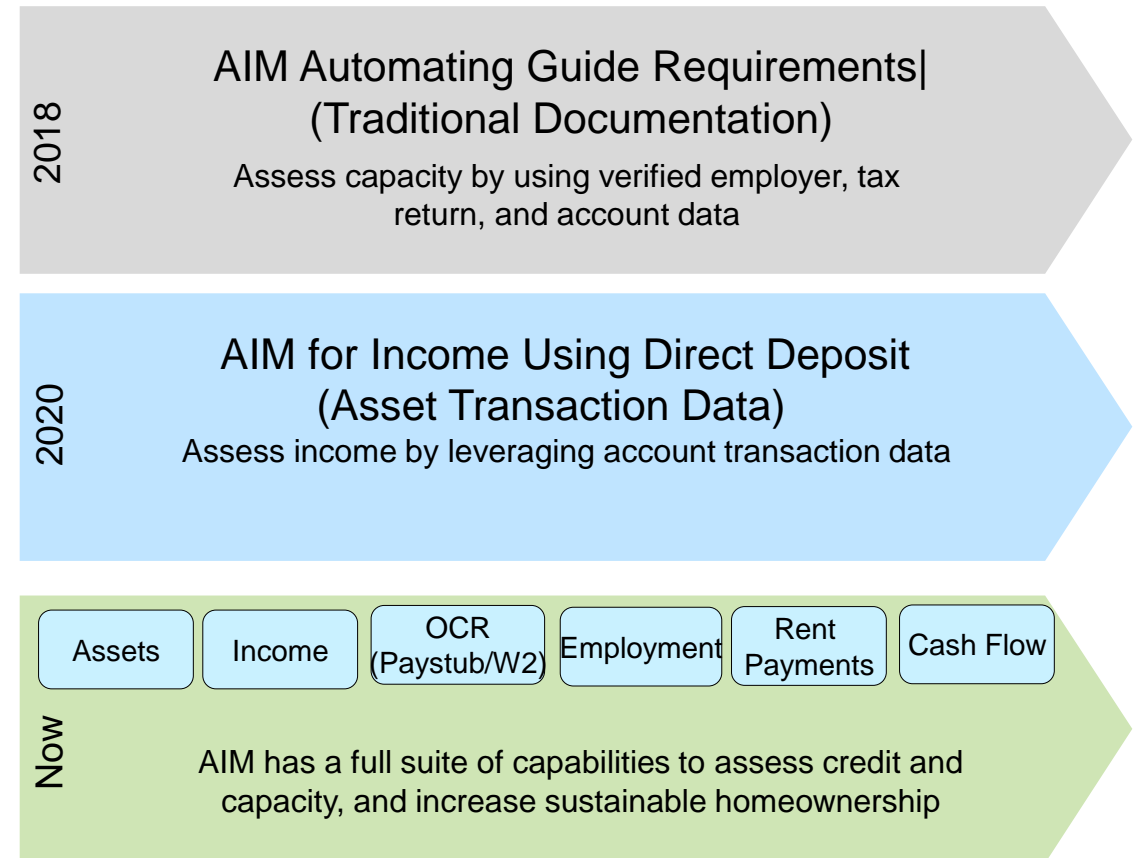 2018
AIM Automating Guide Requirements|
(Traditional Documentation)
Assess capacity by using verified employer, tax
return, and account data
2020
AIM for Income Using Direct Deposit
(Asset Transaction Data)
Assess income by leveraging account transaction data
Now
Assets
Income
OCR
(Paystub/W2)
Employment
Rent
Payments
Cash Flow
AIM has a full suite of capabilities to assess credit and
capacity, and increase sustainable homeownership